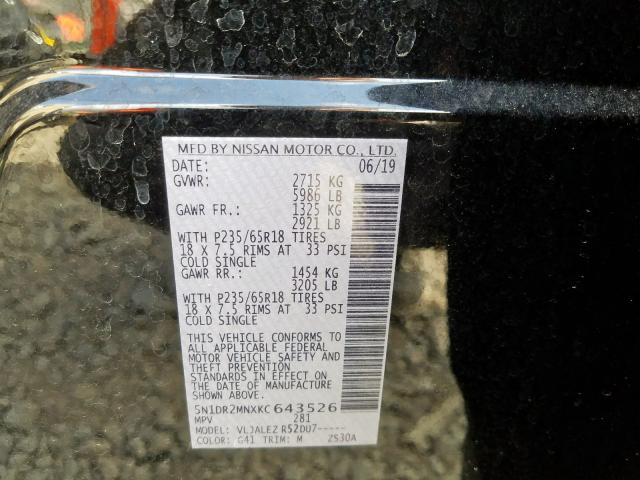 MFD BY NISSAN MOTOR CO., LTD.
DATE: 06/19
GVWR: 2715 KG
5986 LB
GAWR FR.: 1325 KG
2921 LB
WITH P235/65R18 TIRES
18 X 7.5 RIMS AT 33 PSI
COLD SINGLE
GAWR RR.: 1454 KG
3205 LB
WITH P235/65R18 TIRES
18 X 7.5 RIMS AT 33 PSI
COLD SINGLE
THIS VEHICLE CONFORMS TO
ALL APPLICABLE FEDERAL
MOTOR VEHICLE SAFETY AND
THEFT PREVENTION
STANDARDS IN EFFECT ON
THE DATE OF MANUFACTURE
SHOWN ABOVE.
5N1DR2MNXKC643526
MPV 281
MODEL: VLJALEZ R52DU7-----
COLOR: G41 TRIM: M ZS30A